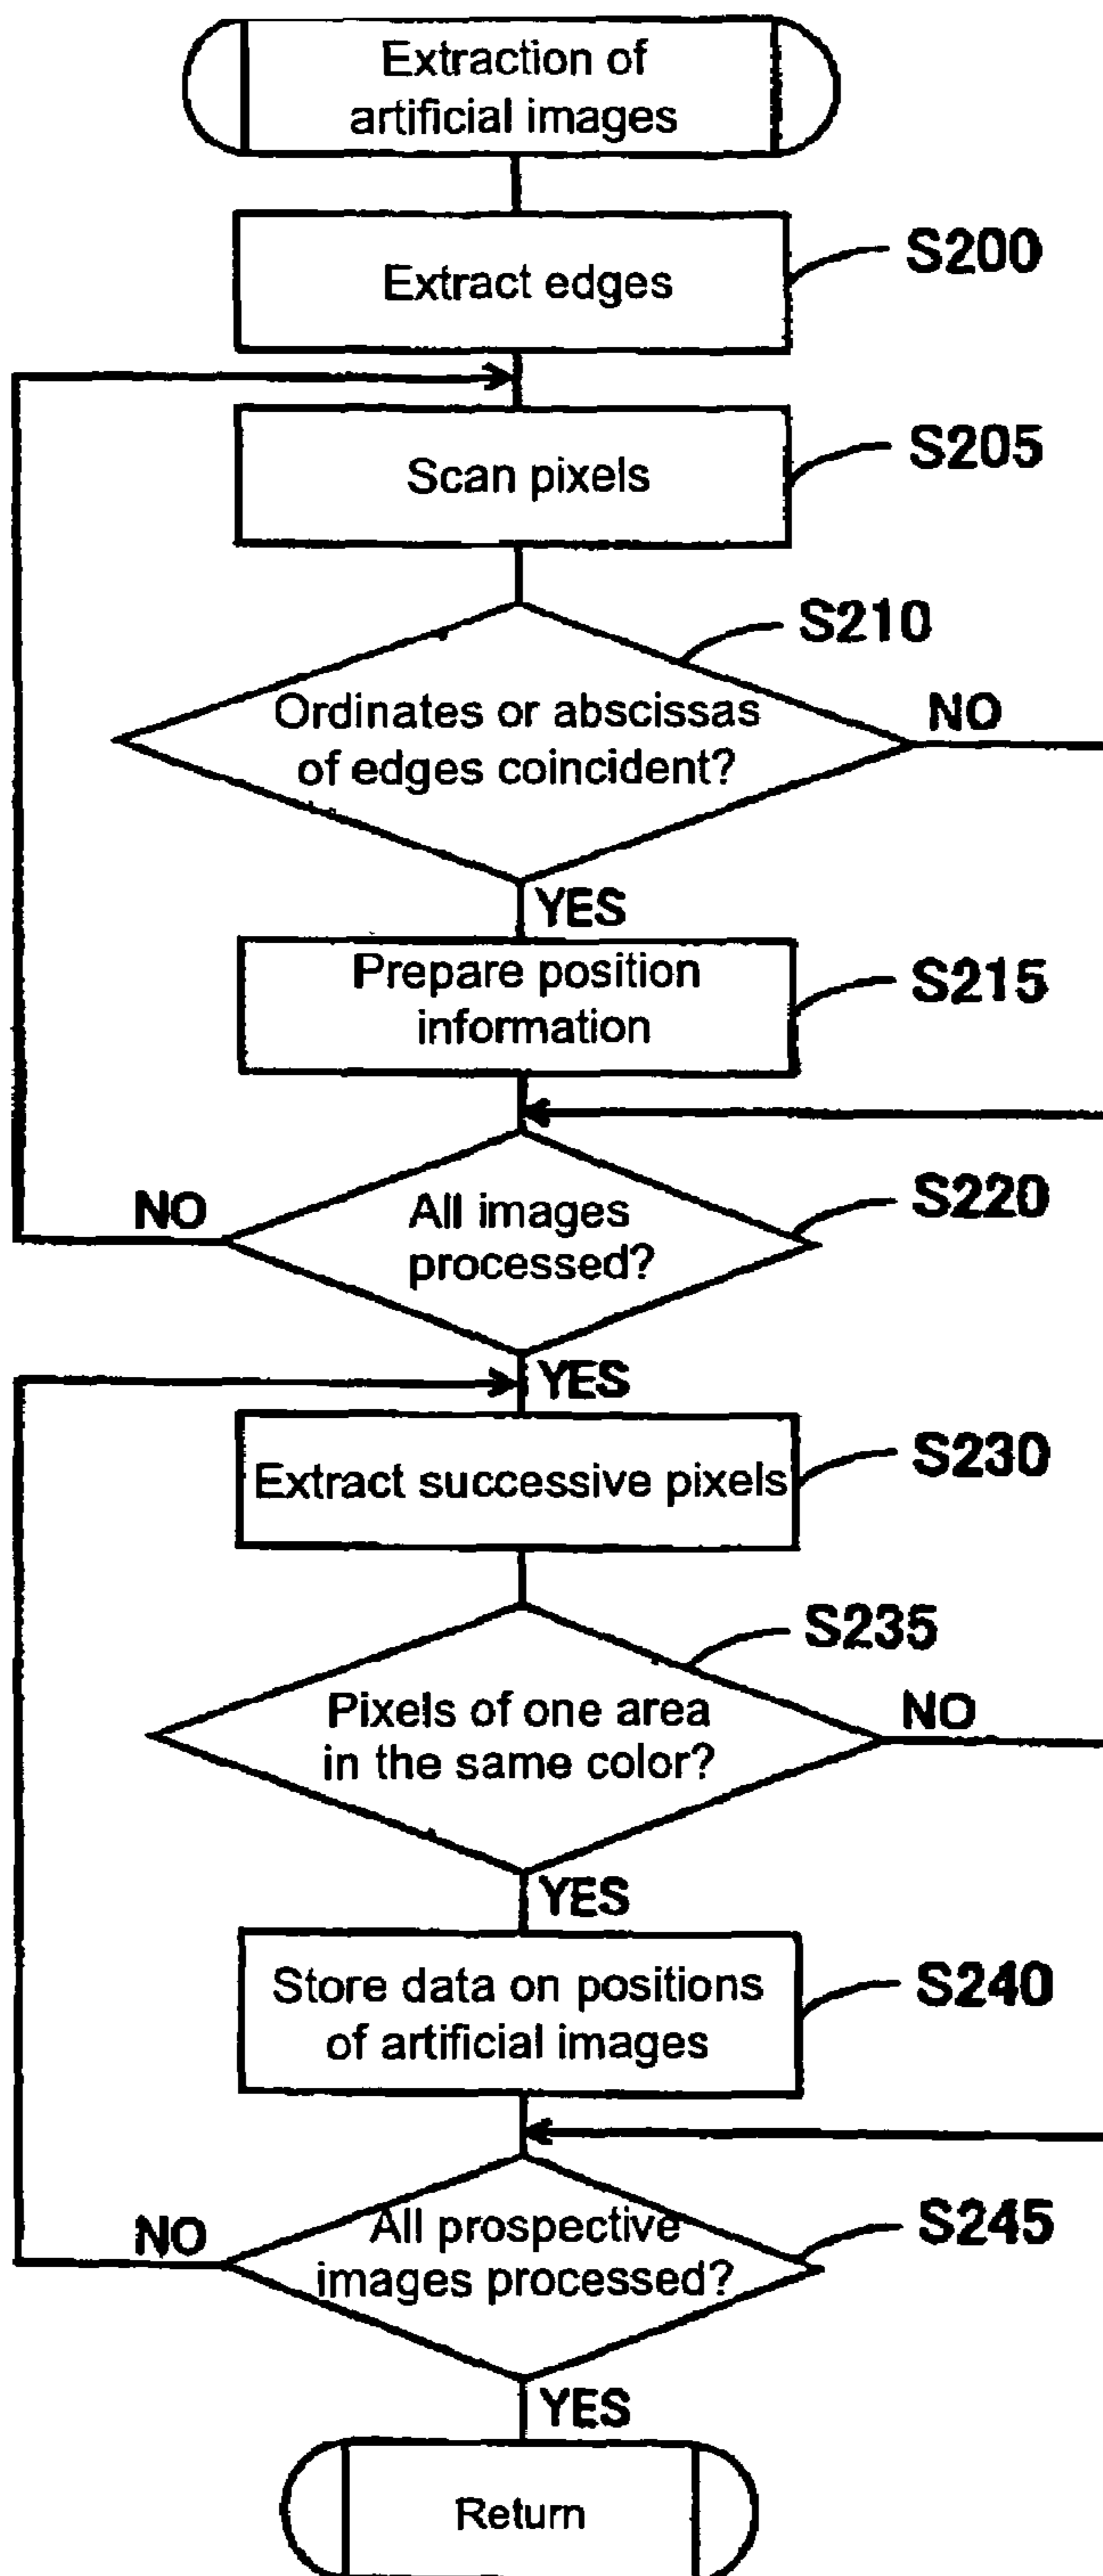 Extraction of
artificial images
Extract edges
S200
Scan pixels
S205
S210
Ordinates or abscissas
of edges coincident?
NO
YES
Prepare position
information
S215
S220
NO
All images
processed?
YES
Extract successive pixels
S230
S235
Pixels of one area
in the same color?
NO
YES
Store data on positions
of artificial images
S240
S245
NO
All prospective
images processed?
YES
Return